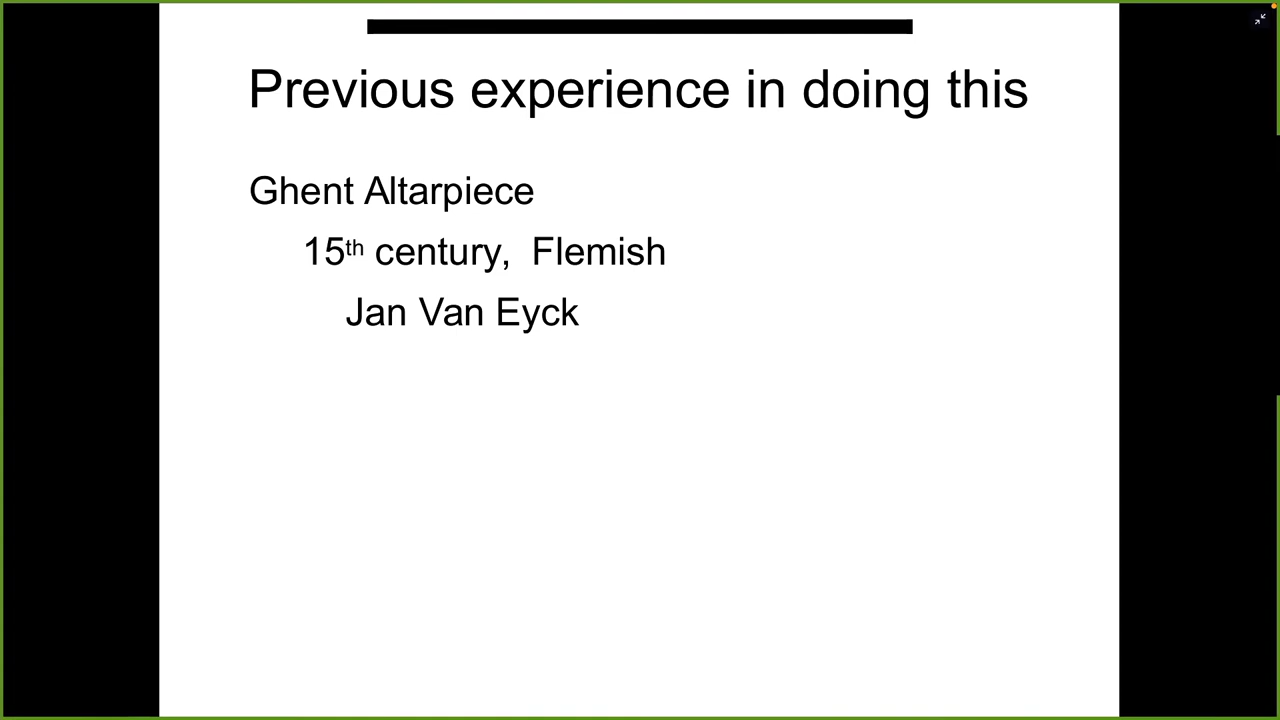 Previous experience in doing this
Ghent Altarpiece
15th century,  Flemish
Jan Van Eyck